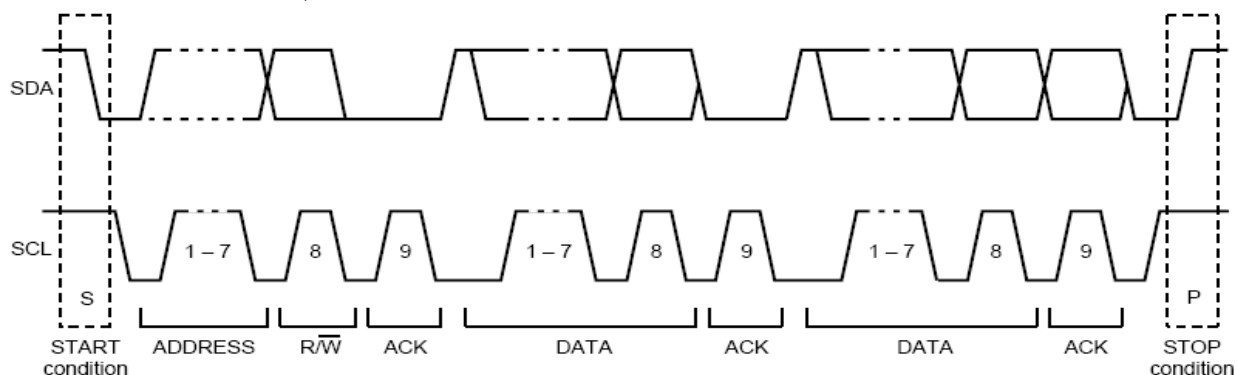 SDA
SCL
1 – 7
8
9
1 – 7
8
9
1 – 7
8
9
S
P
START
condition
ADDRESS
R/W̅
ACK
DATA
ACK
DATA
ACK
STOP
condition